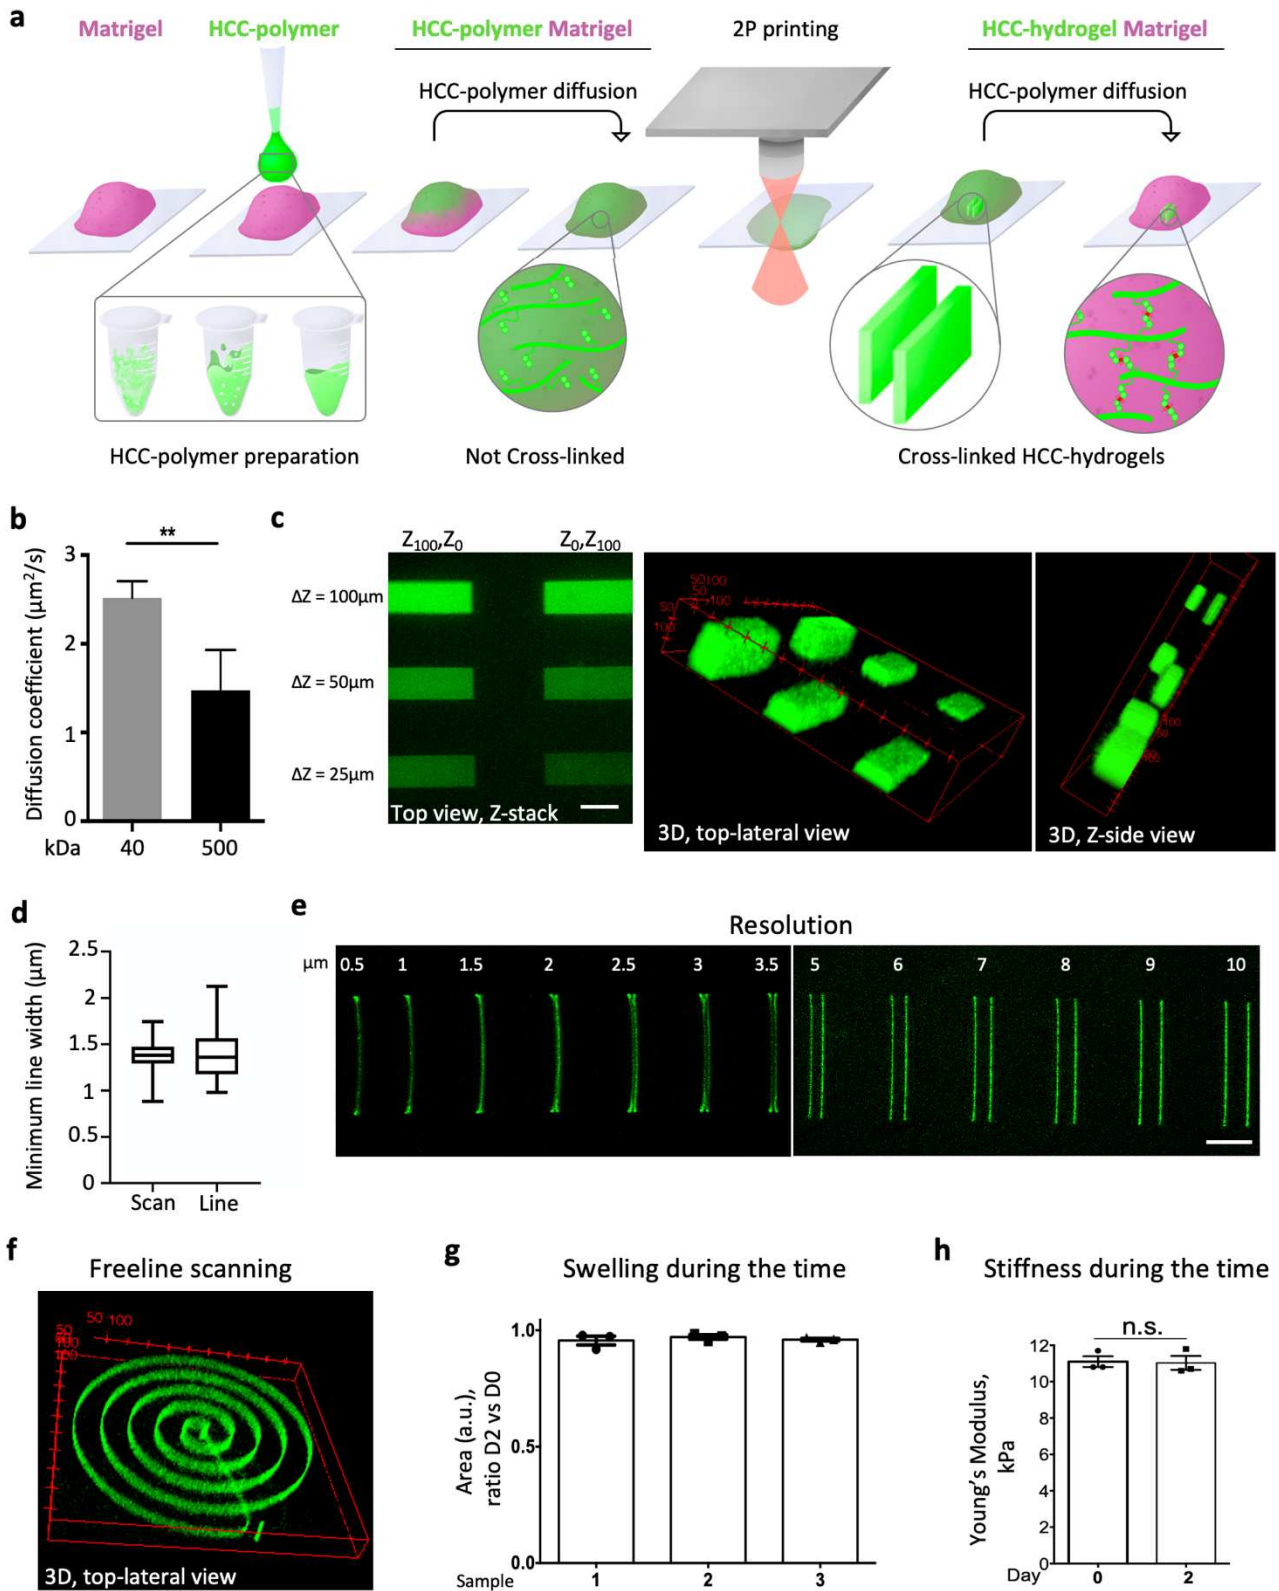 a
Matrigel
HCC-polymer
HCC-polymer Matrigel
2P printing
HCC-hydrogel Matrigel
HCC-polymer diffusion
HCC-polymer diffusion
HCC-polymer preparation
Not Cross-linked
Cross-linked HCC-hydrogels
b
**
Diffusion coefficient (μm²/s)
3
2
1
0
kDa
40
500
c
Z₁₀₀,Z₀
Z₀,Z₁₀₀
ΔZ = 100μm
ΔZ = 50μm
ΔZ = 25μm
Top view, Z-stack
3D, top-lateral view
3D, Z-side view
d
Minimum line width (μm)
2.5
2
1.5
1
0.5
0
Scan
Line
e
Resolution
μm 0.5 1 1.5 2 2.5 3 3.5 5 6 7 8 9 10
f
Freeline scanning
50 100
3D, top-lateral view
g
Swelling during the time
Area (a.u.),
ratio D2 vs D0
1.0
0.5
0.0
Sample
1
2
3
h
Stiffness during the time
n.s.
Young's Modulus,
kPa
12
10
8
6
4
2
0
Day
0
2